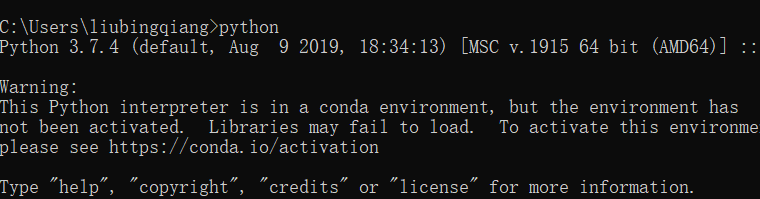 C:\Users\liubingqiang>python
Python 3.7.4 (default, Aug  9 2019, 18:34:13) [MSC v.1915 64 bit (AMD64)] ::
Warning:
This Python interpreter is in a conda environment, but the environment has
not been activated.  Libraries may fail to load.  To activate this environme
please see https://conda.io/activation
Type "help", "copyright", "credits" or "license" for more information.